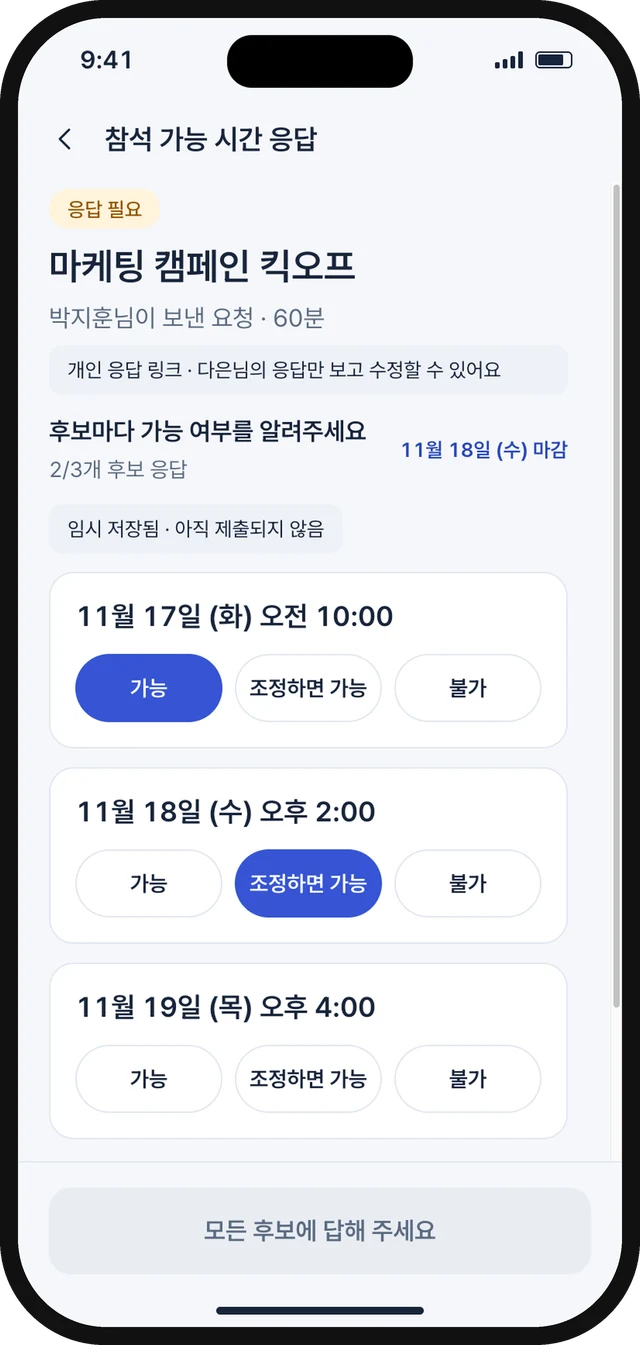 9:41
참석 가능 시간 응답
응답 필요
마케팅 캠페인 킥오프
박지훈님이 보낸 요청 · 60분
개인 응답 링크 · 다은님의 응답만 보고 수정할 수 있어요
후보마다 가능 여부를 알려주세요
2/3개 후보 응답
11월 18일 (수) 마감
임시 저장됨 · 아직 제출되지 않음
11월 17일 (화) 오전 10:00
가능 조정하면 가능 불가
11월 18일 (수) 오후 2:00
가능 조정하면 가능 불가
11월 19일 (목) 오후 4:00
가능 조정하면 가능 불가
모든 후보에 답해 주세요